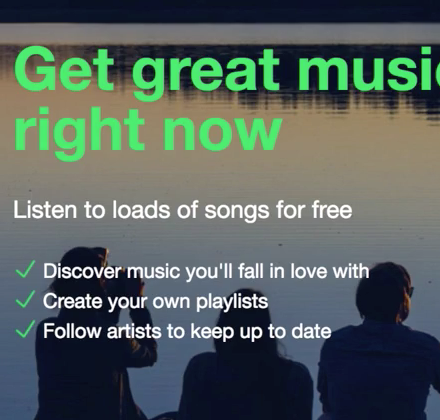 Get great music
right now
Listen to loads of songs for free
Discover music you'll fall in love with
Create your own playlists
Follow artists to keep up to date